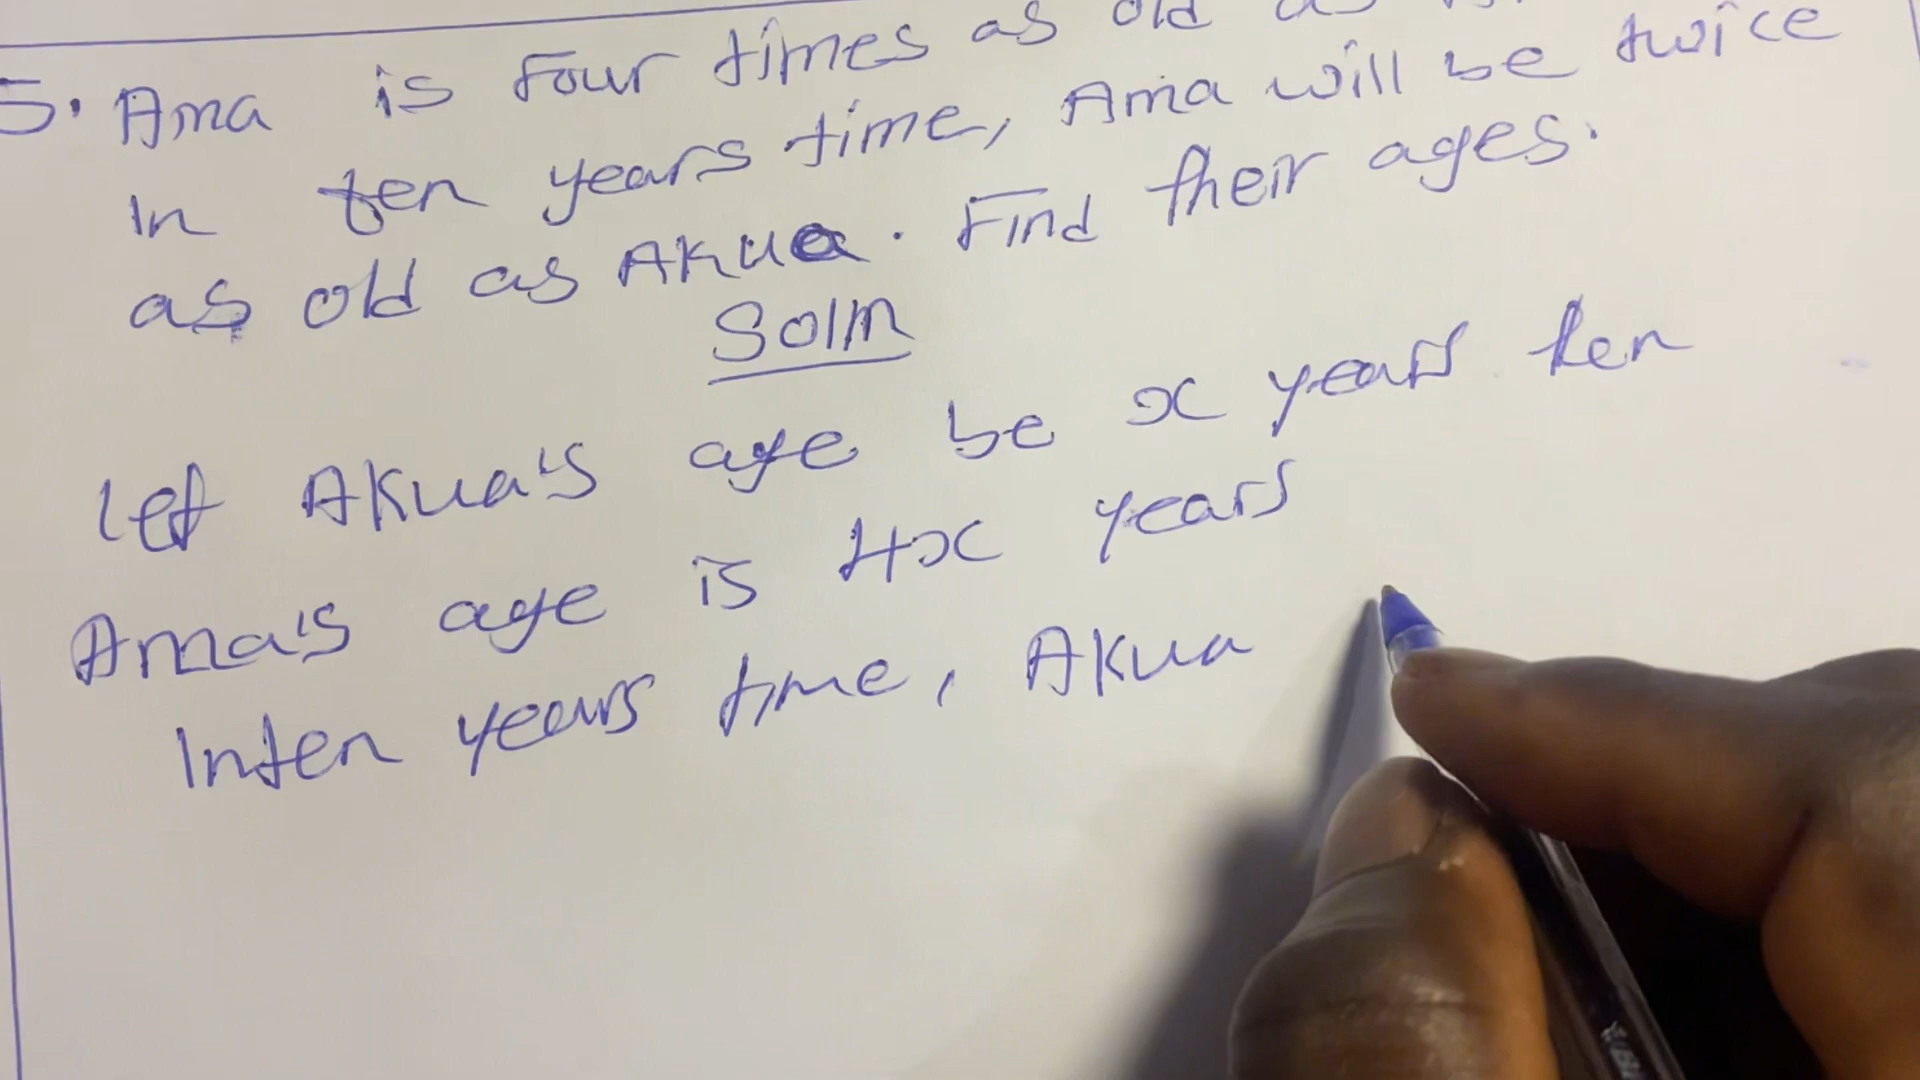 5. Ama is Four times as old as
In ten years time, Ama will be twice
as old as Akua. Find their ages.
Soln
Let Akua's age be x years ten
Ama's age is 4x years
In ten years time, Akua